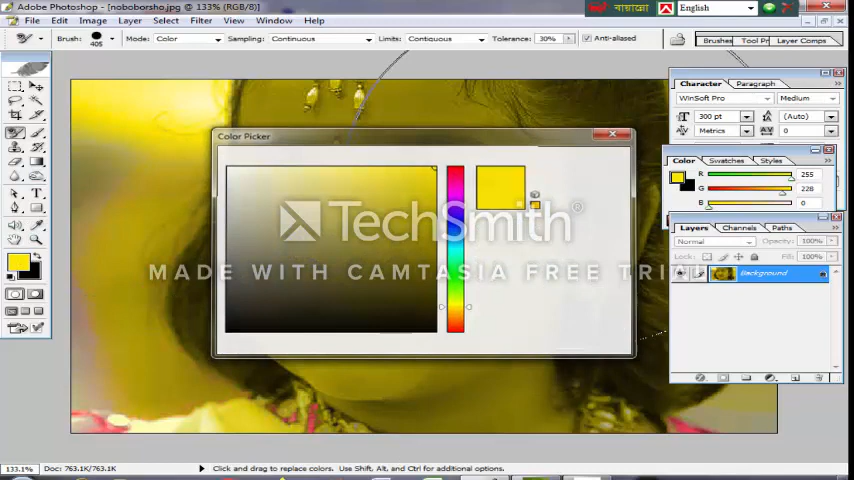 Adobe Photoshop - [noboborsho.jpg @ 133% (RGB/8)]
বায়ান্নো
English
File Edit Image Layer Select Filter View Window Help
Brush: 405 Mode: Color Sampling: Continuous Limits: Contiguous Tolerance: 30% Anti-aliased
Brushes Tool Pr Layer Comps
Character Paragraph
WinSoft Pro Medium
300 pt (Auto)
Metrics 0
Color Picker
Color Swatches Styles
R 255
G 228
B 0
TechSmith®
MADE WITH CAMTASIA FREE TRI
Layers Channels Paths
Normal Opacity: 100%
Lock: Fill: 100%
Background
133.1% Doc: 763.1K/763.1K Click and drag to replace colors. Use Shift, Alt, and Ctrl for additional options.